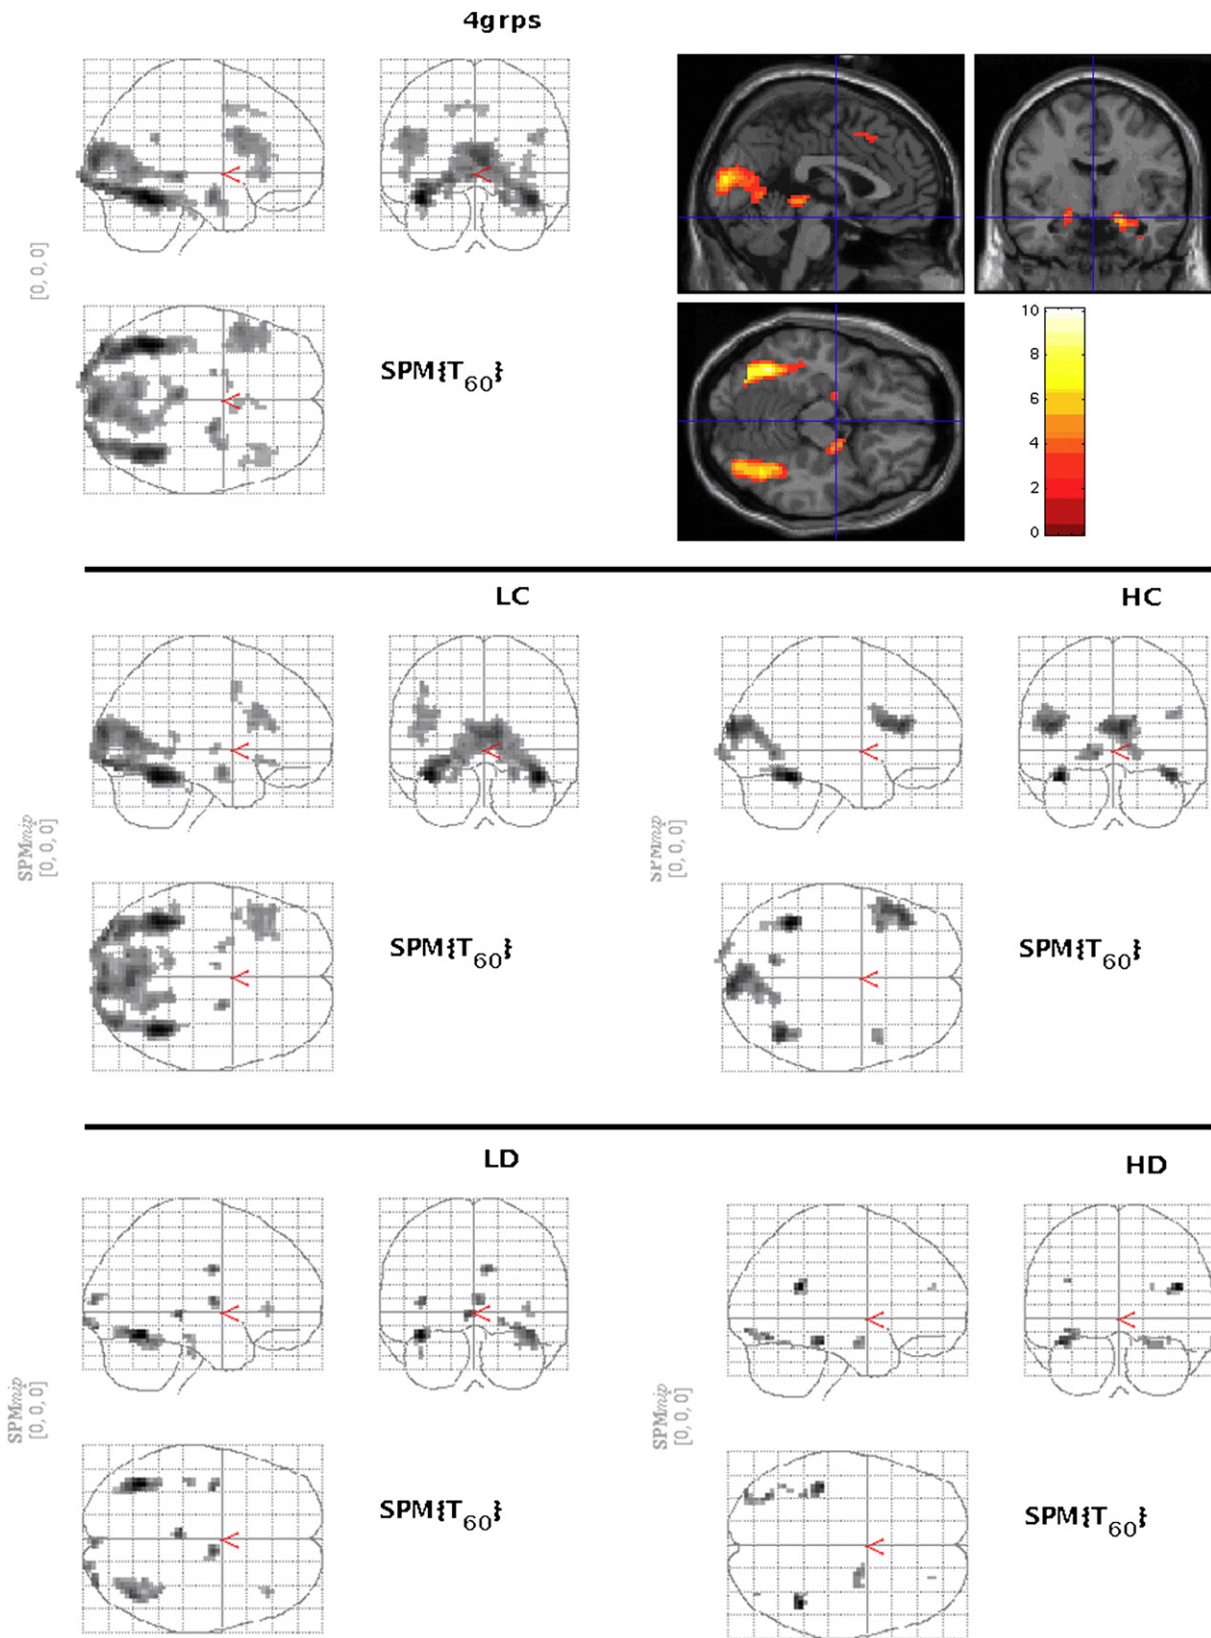 4grps
[0, 0, 0]
SPM{T60}
10
8
6
4
2
0
LC
HC
SPMmip
[0, 0, 0]
SPM{T60}
SPMmip
[0, 0, 0]
SPM{T60}
LD
HD
SPMmip
[0, 0, 0]
SPM{T60}
SPMmip
[0, 0, 0]
SPM{T60}